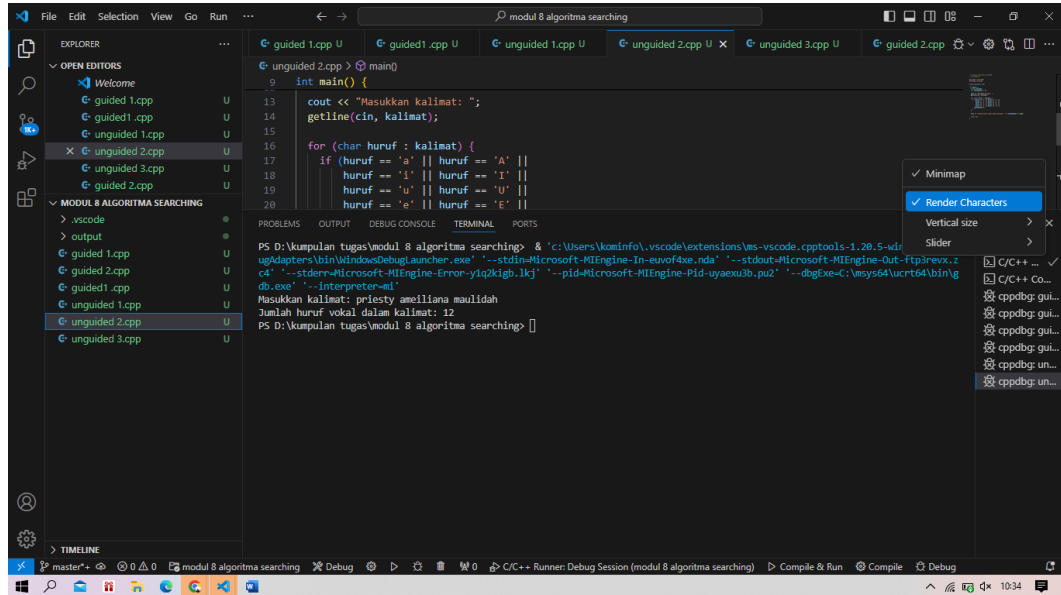 File Edit Selection View Go Run ···
modul 8 algoritma searching
EXPLORER ···
OPEN EDITORS
Welcome
guided 1.cpp U
guided1 .cpp U
unguided 1.cpp U
unguided 2.cpp U
unguided 3.cpp U
guided 2.cpp U
MODUL 8 ALGORITMA SEARCHING
.vscode
output
guided 1.cpp U
guided 2.cpp U
guided1 .cpp U
unguided 1.cpp U
unguided 2.cpp U
unguided 3.cpp U
TIMELINE
guided 1.cpp U guided1 .cpp U unguided 1.cpp U unguided 2.cpp U unguided 3.cpp U guided 2.cpp
unguided 2.cpp > main()
9 int main() {
13 cout << "Masukkan kalimat: ";
14 getline(cin, kalimat);
15
16 for (char huruf : kalimat) {
17 if (huruf == 'a' || huruf == 'A' ||
18 huruf == 'i' || huruf == 'I' ||
19 huruf == 'u' || huruf == 'U' ||
20 huruf == 'e' || huruf == 'E' ||
Minimap
Render Characters
Vertical size
Slider
PROBLEMS OUTPUT DEBUG CONSOLE TERMINAL PORTS
PS D:\kumpulan tugas\modul 8 algoritma searching> & 'c:\Users\kominfo\.vscode\extensions\ms-vscode.cpptools-1.20.5-win
ugAdapters\bin\WindowsDebugLauncher.exe' '--stdin=Microsoft-MIEngine-In-euvof4xe.nda' '--stdout=Microsoft-MIEngine-Out-ftp3revx.z
c4' '--stderr=Microsoft-MIEngine-Error-y1q2kigb.lkj' '--pid=Microsoft-MIEngine-Pid-uyaexu3b.pu2' '--dbgExe=C:\msys64\ucrt64\bin\g
db.exe' '--interpreter=mi'
Masukkan kalimat: priesty ameiliana maulidah
Jumlah huruf vokal dalam kalimat: 12
PS D:\kumpulan tugas\modul 8 algoritma searching>
C/C++ ...
C/C++ Co...
cppdbg: gui...
cppdbg: gui...
cppdbg: gui...
cppdbg: gui...
cppdbg: un...
cppdbg: un...
1K+
master*+ 0 0 modul 8 algoritma searching Debug 0 C/C++ Runner: Debug Session (modul 8 algoritma searching) Compile & Run Compile Debug
10:34